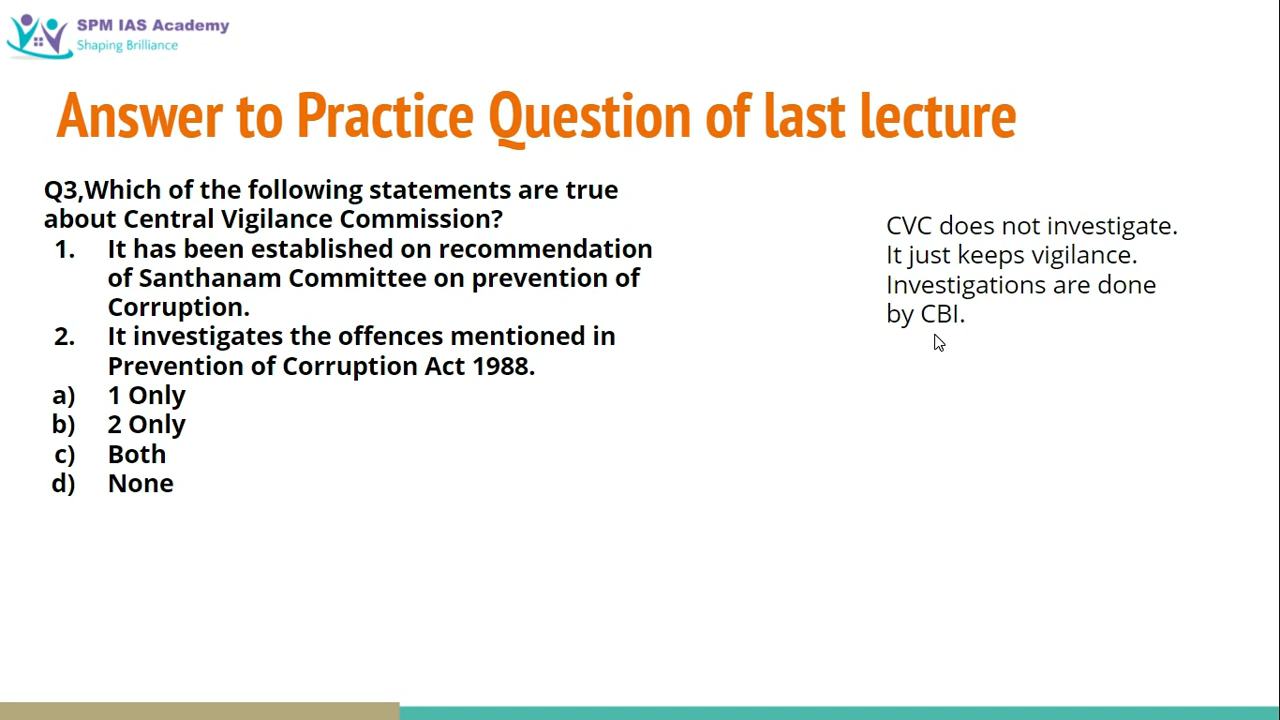 SPM IAS Academy
Shaping Brilliance
Answer to Practice Question of last lecture
Q3,Which of the following statements are true
about Central Vigilance Commission?
1. It has been established on recommendation
of Santhanam Committee on prevention of
Corruption.
2. It investigates the offences mentioned in
Prevention of Corruption Act 1988.
a) 1 Only
b) 2 Only
c) Both
d) None
CVC does not investigate.
It just keeps vigilance.
Investigations are done
by CBI.